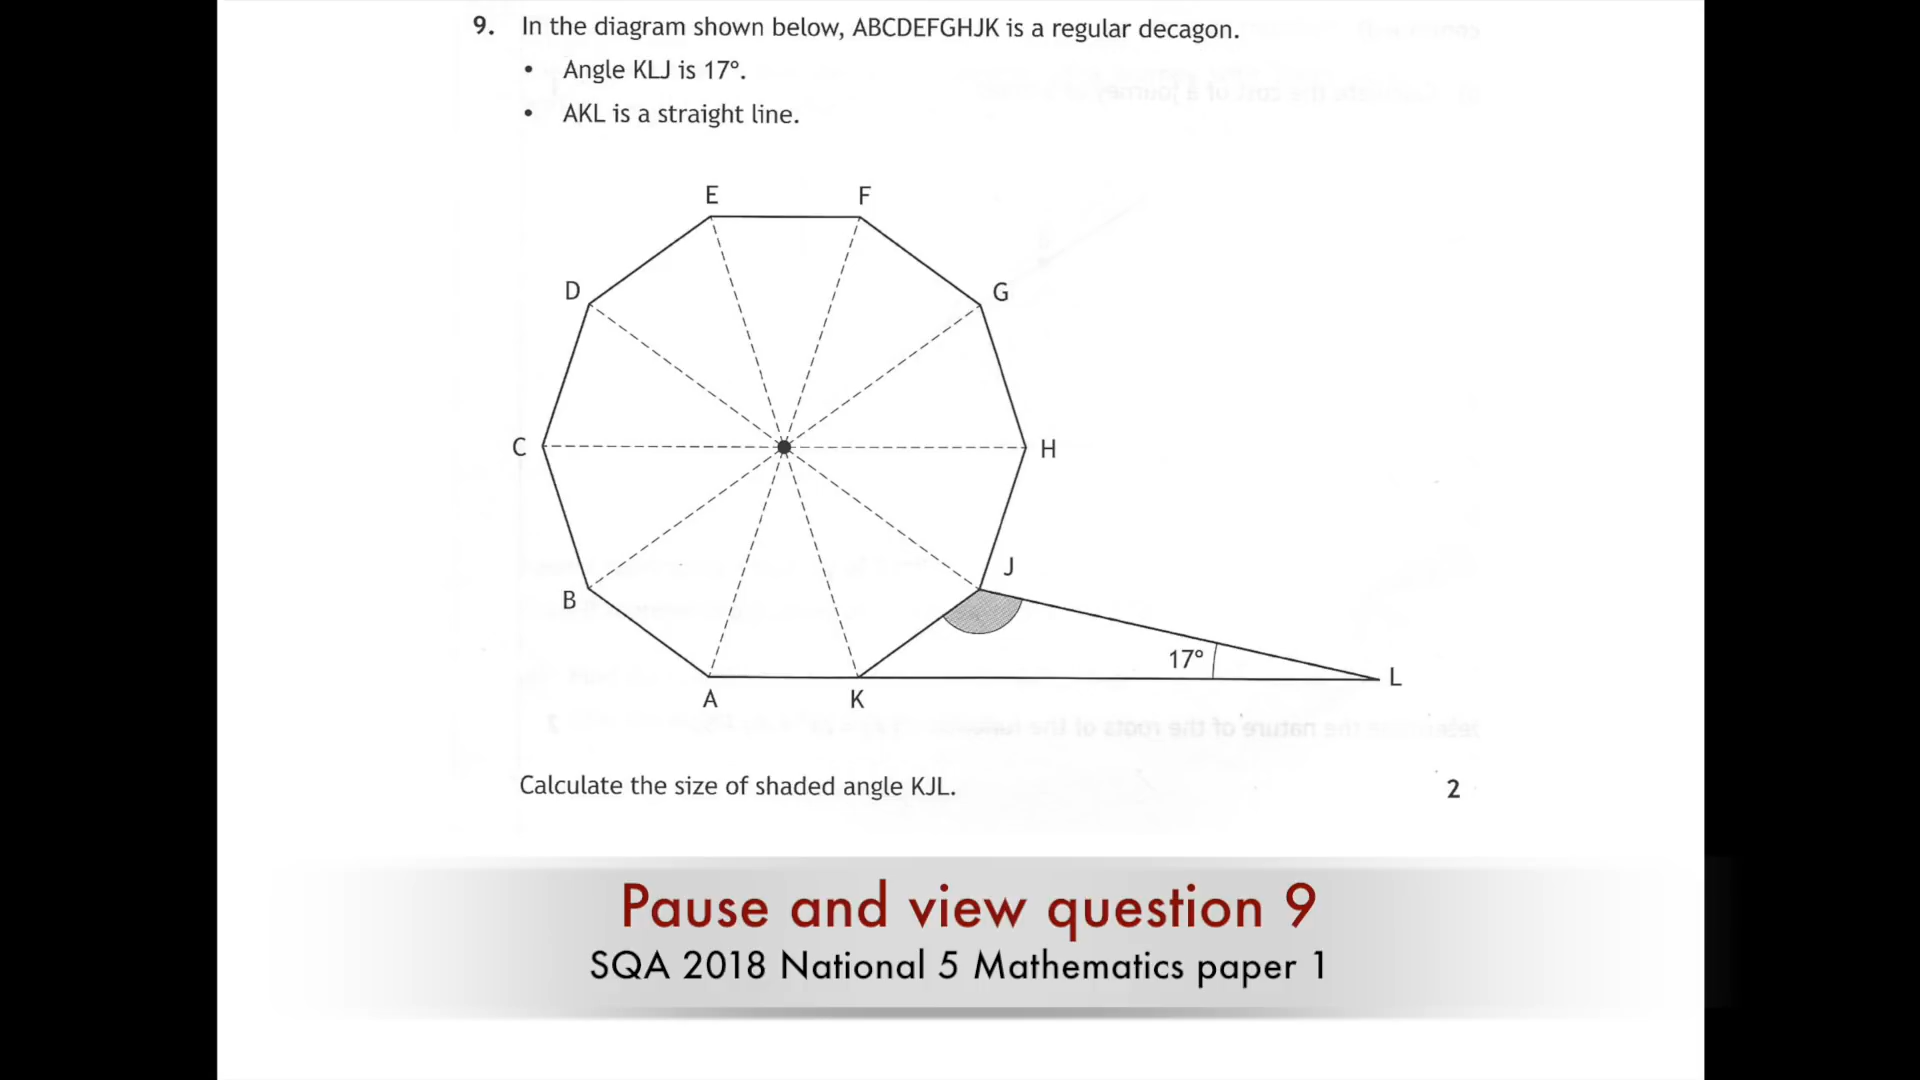 9. In the diagram shown below, ABCDEFGHJK is a regular decagon.
• Angle KLJ is 17°.
• AKL is a straight line.
E F
D G
C H
J
B
17°
L
A K
Calculate the size of shaded angle KJL. 2
Pause and view question 9
SQA 2018 National 5 Mathematics paper 1